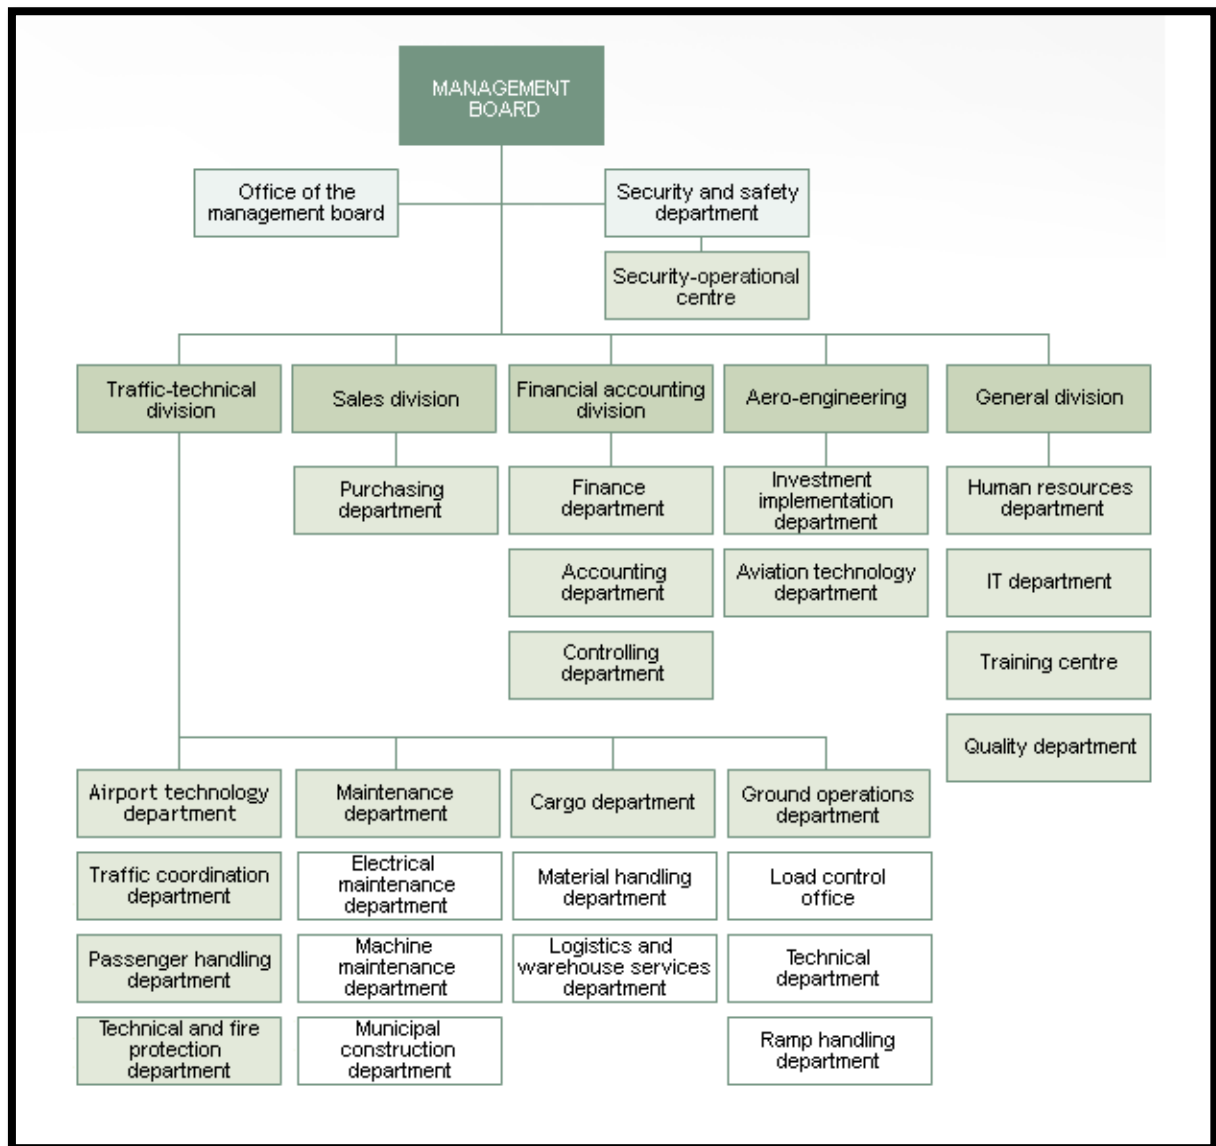 MANAGEMENT
BOARD
Office of the
management board
Security and safety
department
Security-operational
centre
Traffic-technical
division
Sales division
Financial accounting
division
Aero-engineering
General division
Purchasing
department
Finance
department
Investment
implementation
department
Human resources
department
Accounting
department
Aviation technology
department
IT department
Controlling
department
Training centre
Quality department
Airport technology
department
Maintenance
department
Cargo department
Ground operations
department
Traffic coordination
department
Electrical
maintenance
department
Material handling
department
Load control
office
Passenger handling
department
Machine
maintenance
department
Logistics and
warehouse services
department
Technical
department
Technical and fire
protection
department
Municipal
construction
department
Ramp handling
department